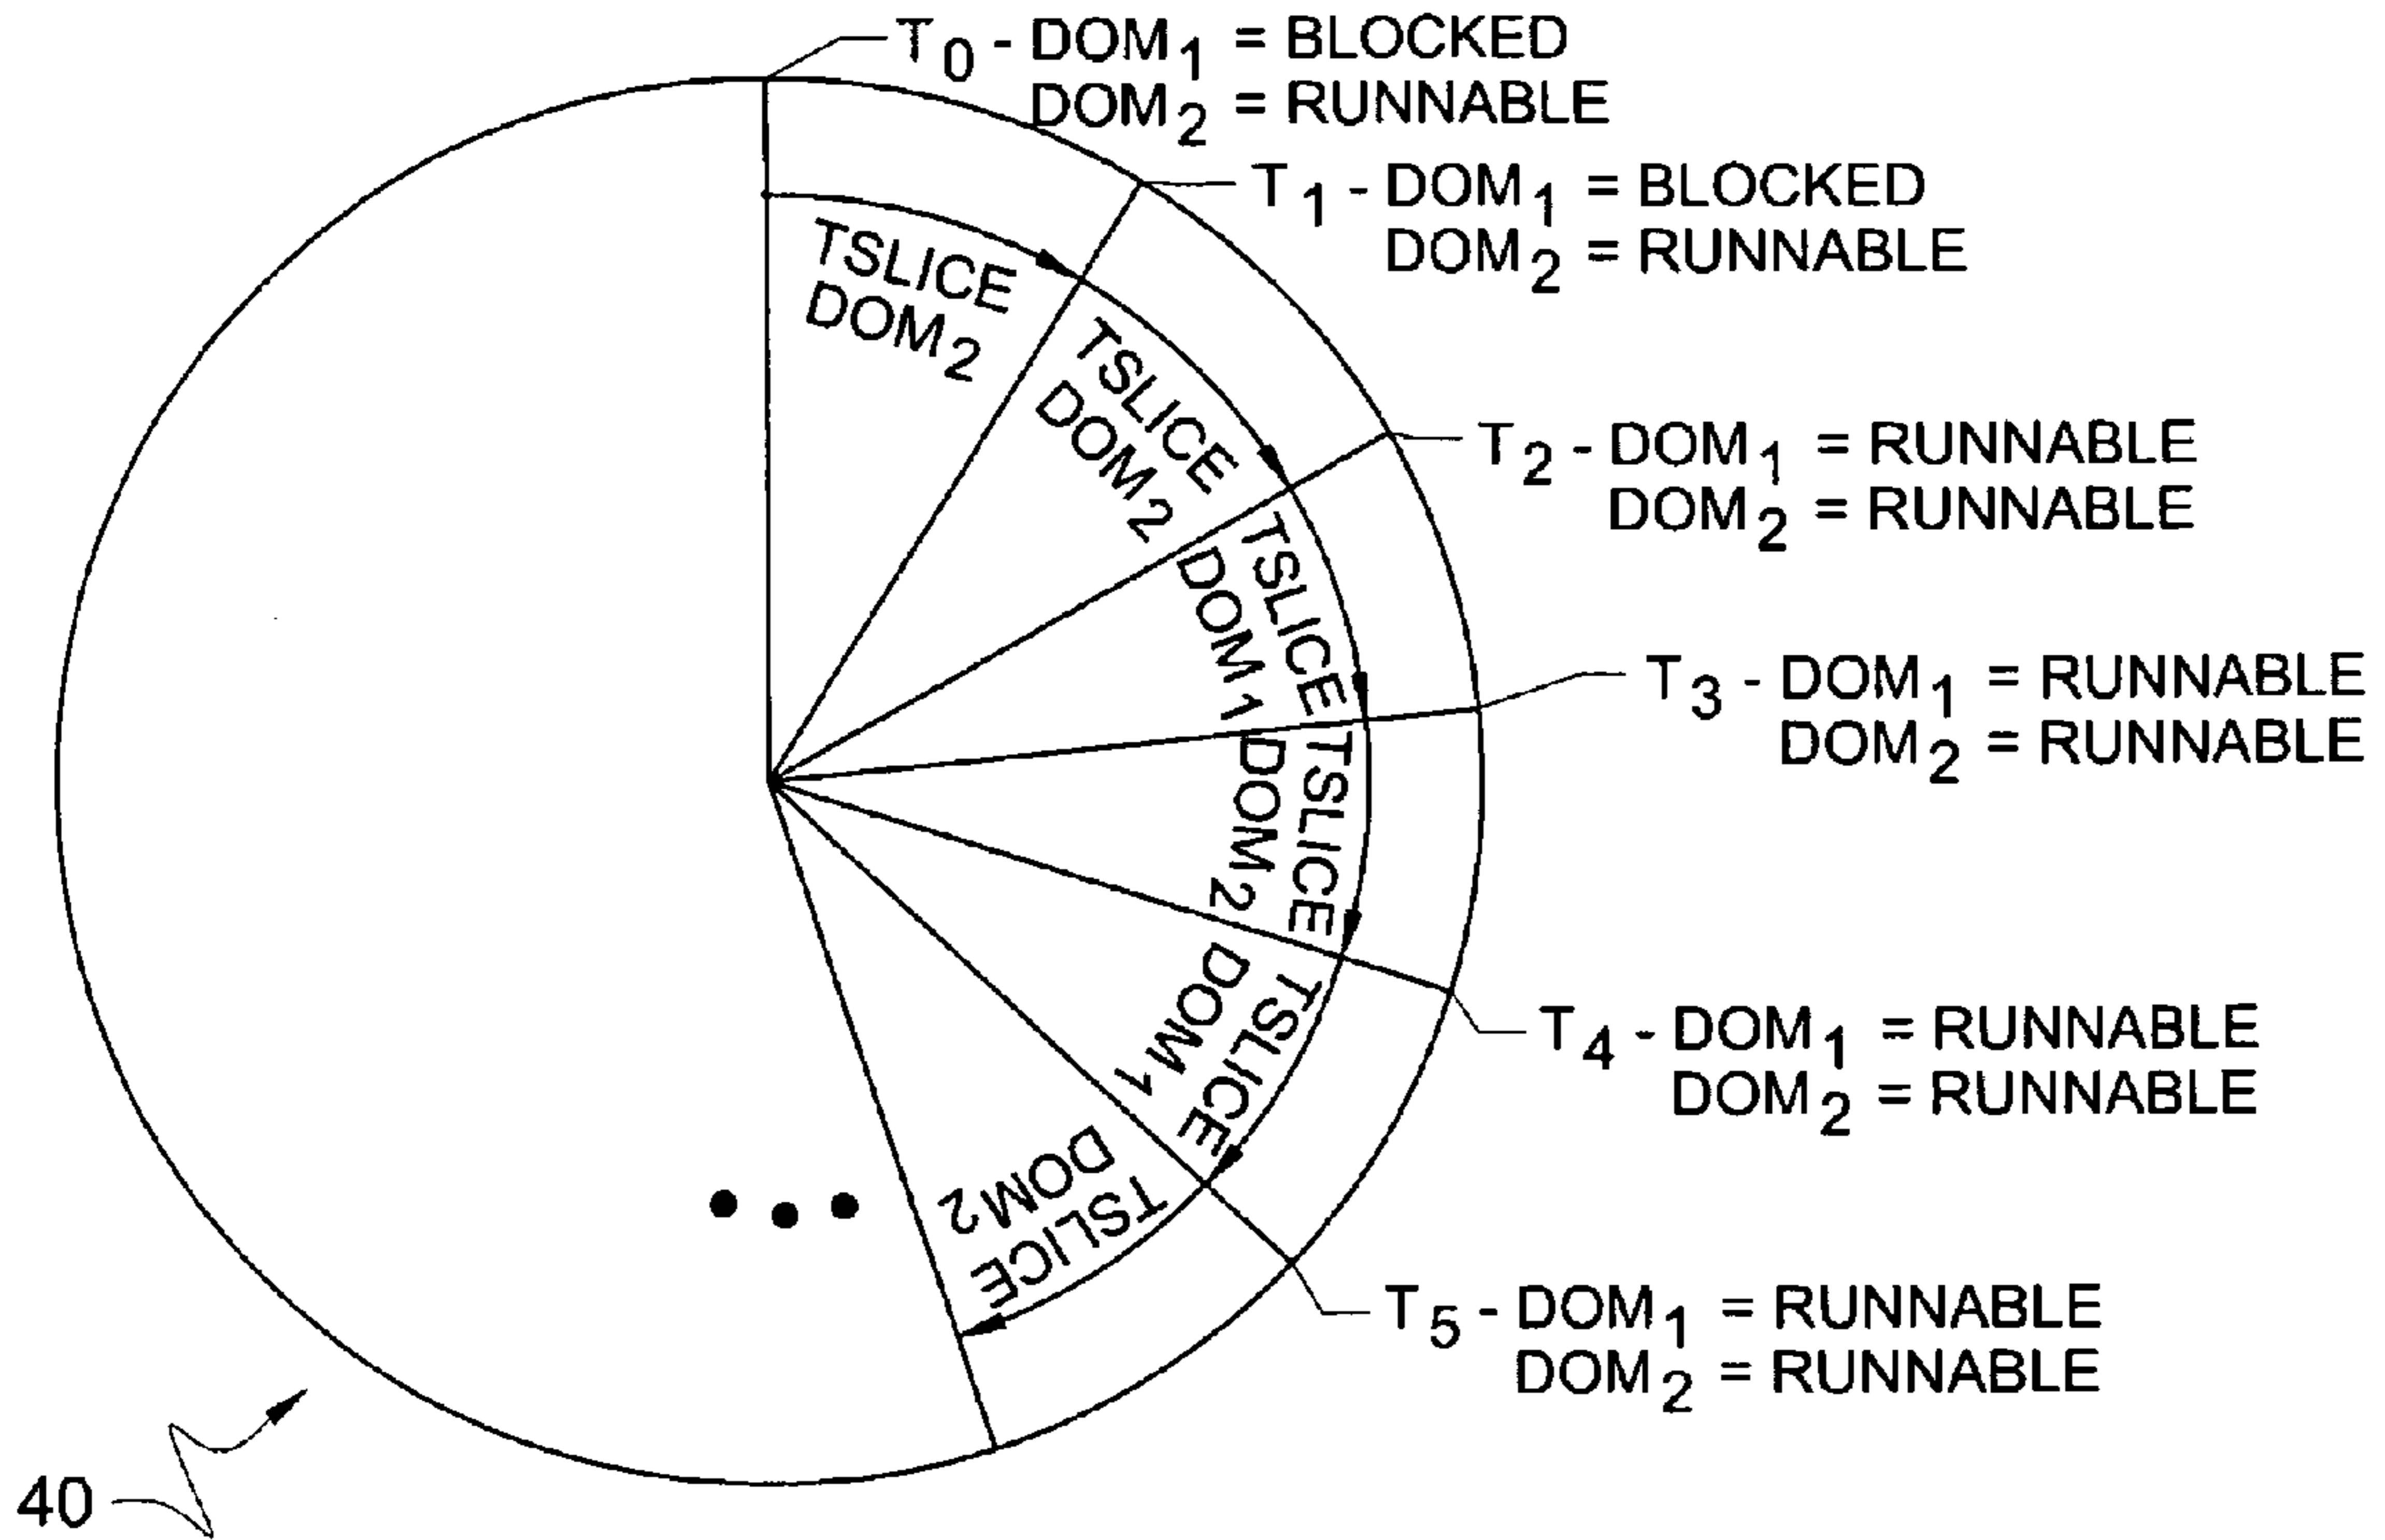 T0 - DOM1 = BLOCKED
DOM2 = RUNNABLE
T1 - DOM1 = BLOCKED
DOM2 = RUNNABLE
TSLICE
DOM2
TSLICE
DOM2
T2 - DOM1 = RUNNABLE
DOM2 = RUNNABLE
TSLICE
DOM1
T3 - DOM1 = RUNNABLE
DOM2 = RUNNABLE
TSLICE
DOM2
T4 - DOM1 = RUNNABLE
DOM2 = RUNNABLE
TSLICE
DOM1
TSLICE
DOM2
T5 - DOM1 = RUNNABLE
DOM2 = RUNNABLE
40